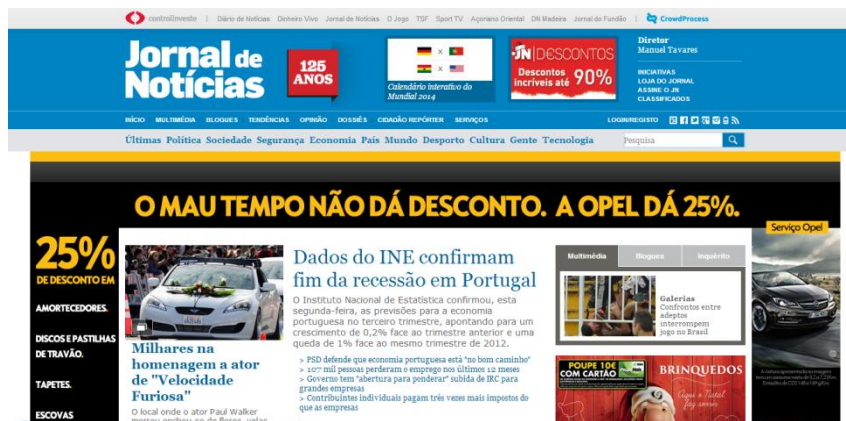 controlinveste | Diário de Notícias Dinheiro Vivo Jornal de Notícias O Jogo TSF Sport TV Açoriano Oriental DN Madeira Jornal do Fundão | CrowdProcess
Jornal de
Notícias
125
ANOS
Calendário interativo do
Mundial 2014
JN|DESCONTOS
Descontos
incríveis até 90%
Diretor
Manuel Tavares
INICIATIVAS
LOJA DO JORNAL
ASSINE O JN
CLASSIFICADOS
INÍCIO MULTIMÉDIA BLOGUES TENDÊNCIAS OPINIÃO DOSSIÊS CIDADÃO REPÓRTER SERVIÇOS LOGIN/REGISTO
Últimas Política Sociedade Segurança Economia País Mundo Desporto Cultura Gente Tecnologia Pesquisa
O MAU TEMPO NÃO DÁ DESCONTO. A OPEL DÁ 25%.
Serviço Opel
25%
DE DESCONTO EM
AMORTECEDORES.
DISCOS E PASTILHAS
DE TRAVÃO.
TAPETES.
ESCOVAS
Milhares na
homenagem a ator
de "Velocidade
Furiosa"
O local onde o ator Paul Walker
morreu encheu-se de flores, velas
Dados do INE confirmam
fim da recessão em Portugal
O Instituto Nacional de Estatística confirmou, esta
segunda-feira, as previsões para a economia
portuguesa no terceiro trimestre, apontando para um
crescimento de 0,2% face ao trimestre anterior e uma
queda de 1% face ao mesmo trimestre de 2012.
> PSD defende que economia portuguesa está "no bom caminho"
> 107 mil pessoas perderam o emprego nos últimos 12 meses
> Governo tem "abertura para ponderar" subida de IRC para
grandes empresas
> Contribuintes individuais pagam três vezes mais impostos do
que as empresas
Multimédia Blogues Inquérito
Galerias
Confrontos entre
adeptos
interrompem
jogo no Brasil
POUPE 10€
COM CARTÃO
BRINQUEDOS
Aqui o Natal
faz sorrir